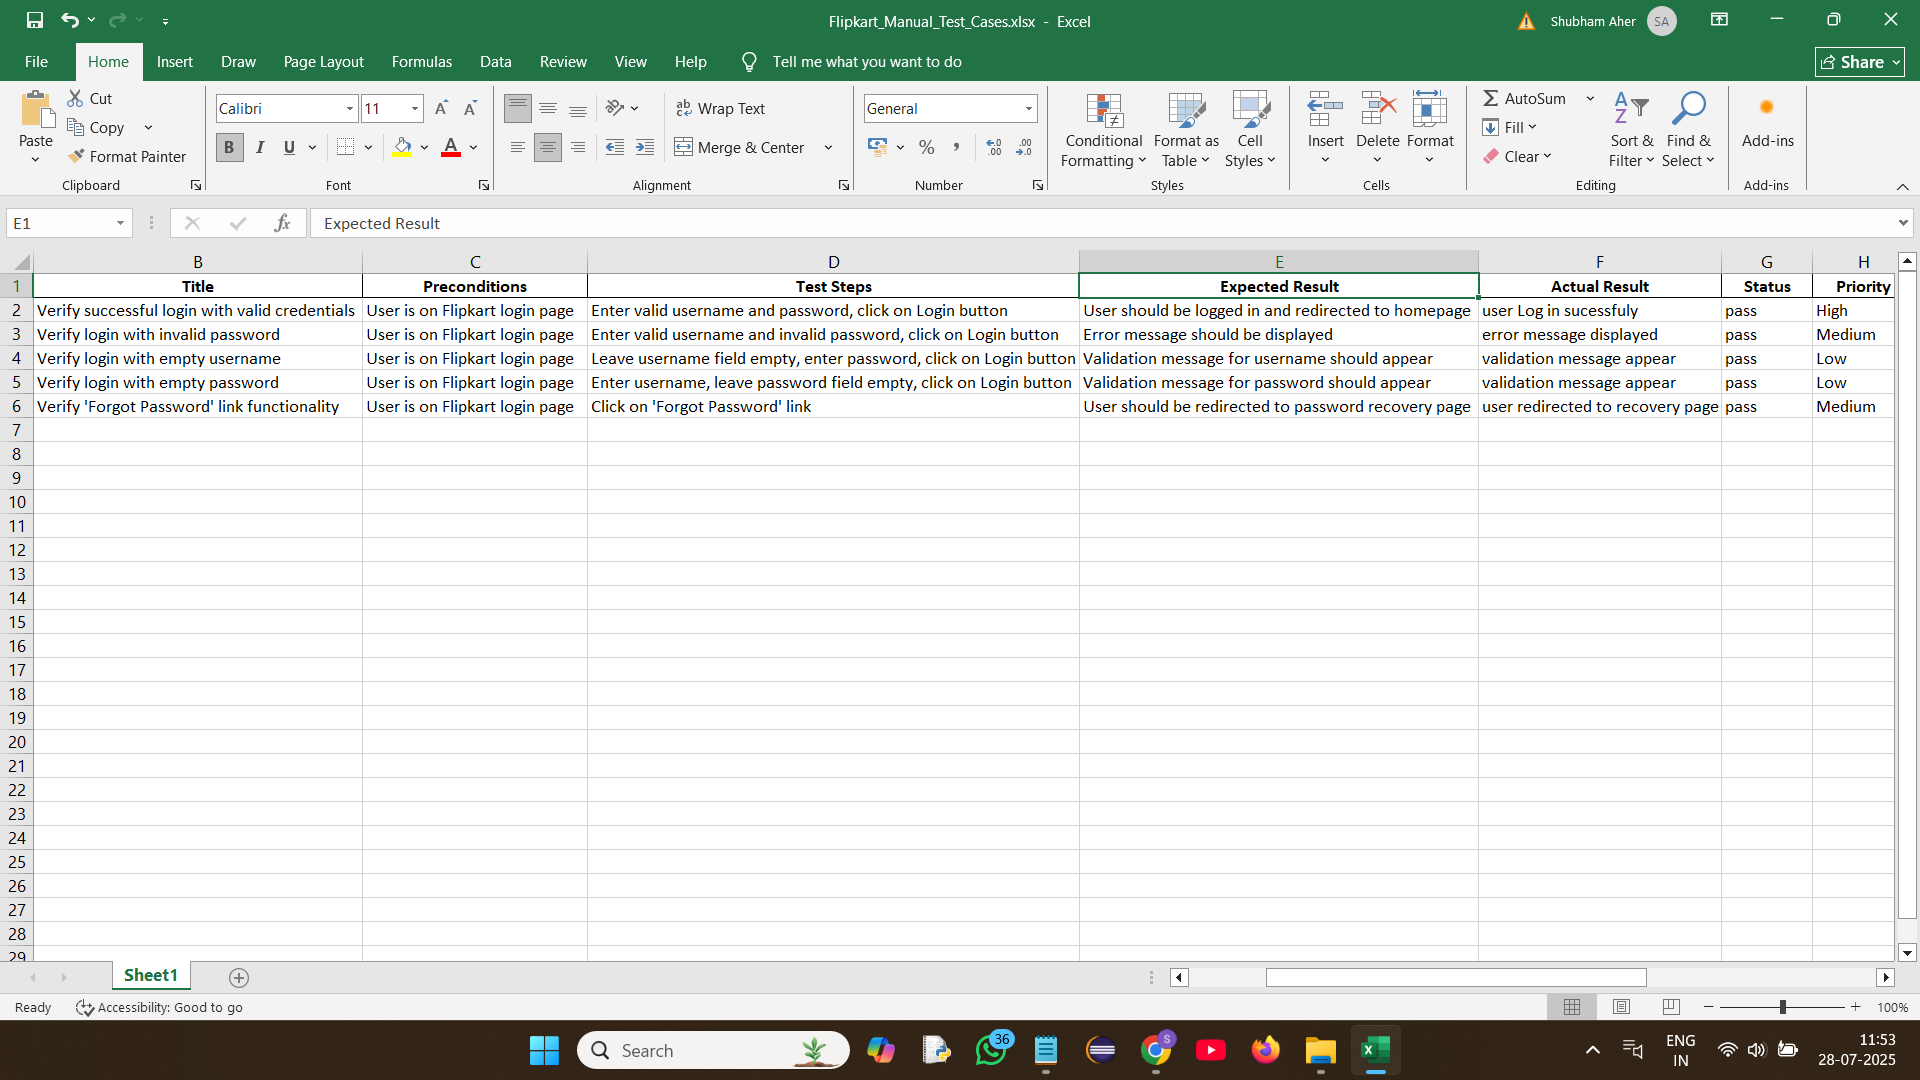 Flipkart_Manual_Test_Cases.xlsx - Excel
Shubham Aher SA
File Home Insert Draw Page Layout Formulas Data Review View Help Tell me what you want to do Share
Paste Cut Copy Format Painter Clipboard
Calibri 11 B I U A Font
ab Wrap Text Merge & Center Alignment
General % , Number
Conditional Formatting Format as Table Cell Styles Styles
Insert Delete Format Cells
AutoSum Fill Clear Sort & Filter Find & Select Editing
Add-ins Add-ins
E1 fx Expected Result
B C D E F G H
1 Title Preconditions Test Steps Expected Result Actual Result Status Priority
2 Verify successful login with valid credentials User is on Flipkart login page Enter valid username and password, click on Login button User should be logged in and redirected to homepage user Log in sucessfuly pass High
3 Verify login with invalid password User is on Flipkart login page Enter valid username and invalid password, click on Login button Error message should be displayed error message displayed pass Medium
4 Verify login with empty username User is on Flipkart login page Leave username field empty, enter password, click on Login button Validation message for username should appear validation message appear pass Low
5 Verify login with empty password User is on Flipkart login page Enter username, leave password field empty, click on Login button Validation message for password should appear validation message appear pass Low
6 Verify 'Forgot Password' link functionality User is on Flipkart login page Click on 'Forgot Password' link User should be redirected to password recovery page user redirected to recovery page pass Medium
7
8
9
10
11
12
13
14
15
16
17
18
19
20
21
22
23
24
25
26
27
28
29
Sheet1
Ready Accessibility: Good to go 100%
Search 36 S ENG 11:53
IN 28-07-2025